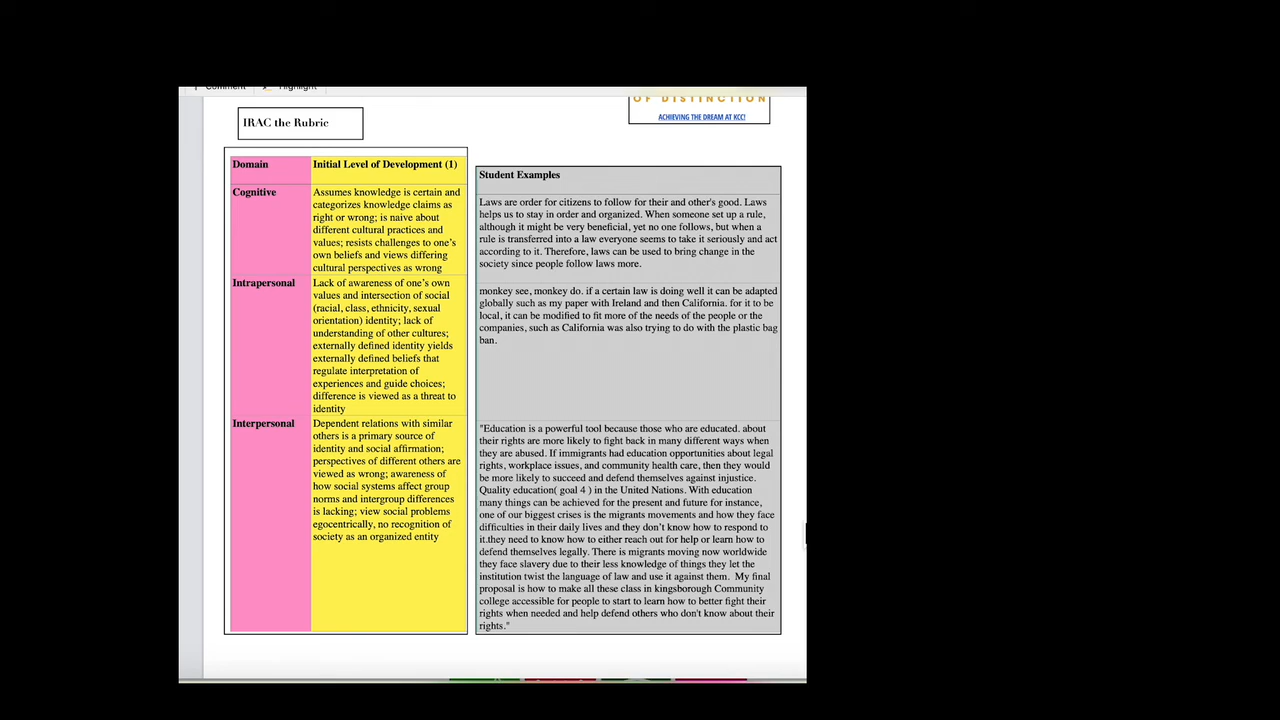 Comment Highlight
OF DISTINCTION
ACHIEVING THE DREAM AT KCC!
IRAC the Rubric
Domain
Initial Level of Development (1)
Cognitive
Assumes knowledge is certain and
categorizes knowledge claims as
right or wrong; is naive about
different cultural practices and
values; resists challenges to one's
own beliefs and views differing
cultural perspectives as wrong
Intrapersonal
Lack of awareness of one's own
values and intersection of social
(racial, class, ethnicity, sexual
orientation) identity; lack of
understanding of other cultures;
externally defined identity yields
externally defined beliefs that
regulate interpretation of
experiences and guide choices;
difference is viewed as a threat to
identity
Interpersonal
Dependent relations with similar
others is a primary source of
identity and social affirmation;
perspectives of different others are
viewed as wrong; awareness of
how social systems affect group
norms and intergroup differences
is lacking; view social problems
egocentrically, no recognition of
society as an organized entity
Student Examples
Laws are order for citizens to follow for their and other's good. Laws
helps us to stay in order and organized. When someone set up a rule,
although it might be very beneficial, yet no one follows, but when a
rule is transferred into a law everyone seems to take it seriously and act
according to it. Therefore, laws can be used to bring change in the
society since people follow laws more.
monkey see, monkey do. if a certain law is doing well it can be adapted
globally such as my paper with Ireland and then California. for it to be
local, it can be modified to fit more of the needs of the people or the
companies, such as California was also trying to do with the plastic bag
ban.
"Education is a powerful tool because those who are educated. about
their rights are more likely to fight back in many different ways when
they are abused. If immigrants had education opportunities about legal
rights, workplace issues, and community health care, then they would
be more likely to succeed and defend themselves against injustice.
Quality education( goal 4 ) in the United Nations. With education
many things can be achieved for the present and future for instance,
one of our biggest crises is the migrants movements and how they face
difficulties in their daily lives and they don't know how to respond to
it.they need to know how to either reach out for help or learn how to
defend themselves legally. There is migrants moving now worldwide
they face slavery due to their less knowledge of things they let the
institution twist the language of law and use it against them. My final
proposal is how to make all these class in kingsborough Community
college accessible for people to start to learn how to better fight their
rights when needed and help defend others who don't know about their
rights."